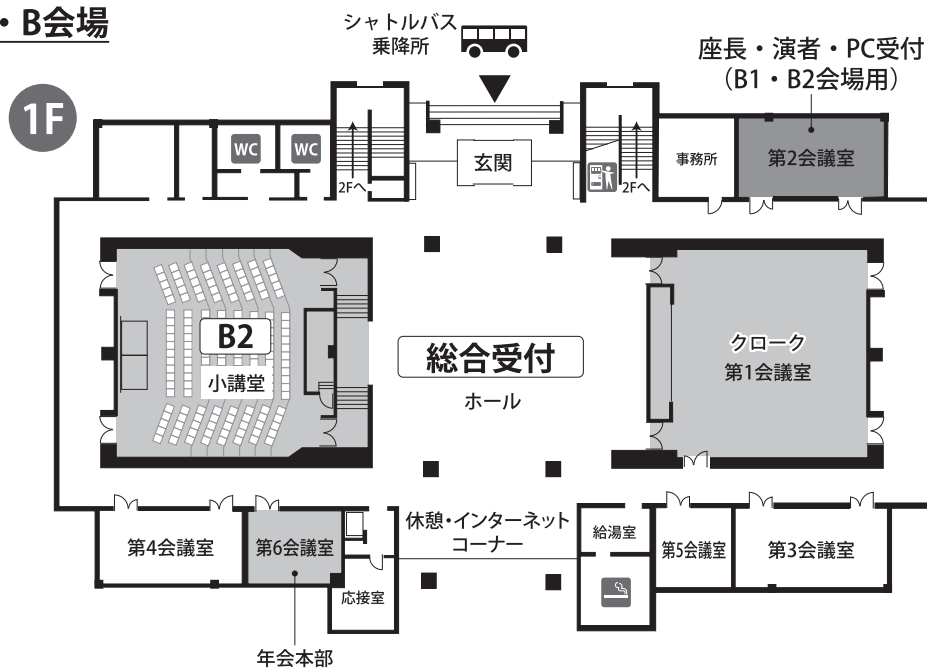 ・B会場
シャトルバス
乗降所
座長・演者・PC受付
（B1・B2会場用）
1F
WC
WC
玄関
2Fへ
2Fへ
事務所
第2会議室
B2
小講堂
総合受付
ホール
クローク
第1会議室
第4会議室
第6会議室
休憩・インターネット
コーナー
給湯室
第5会議室
第3会議室
応接室
年会本部